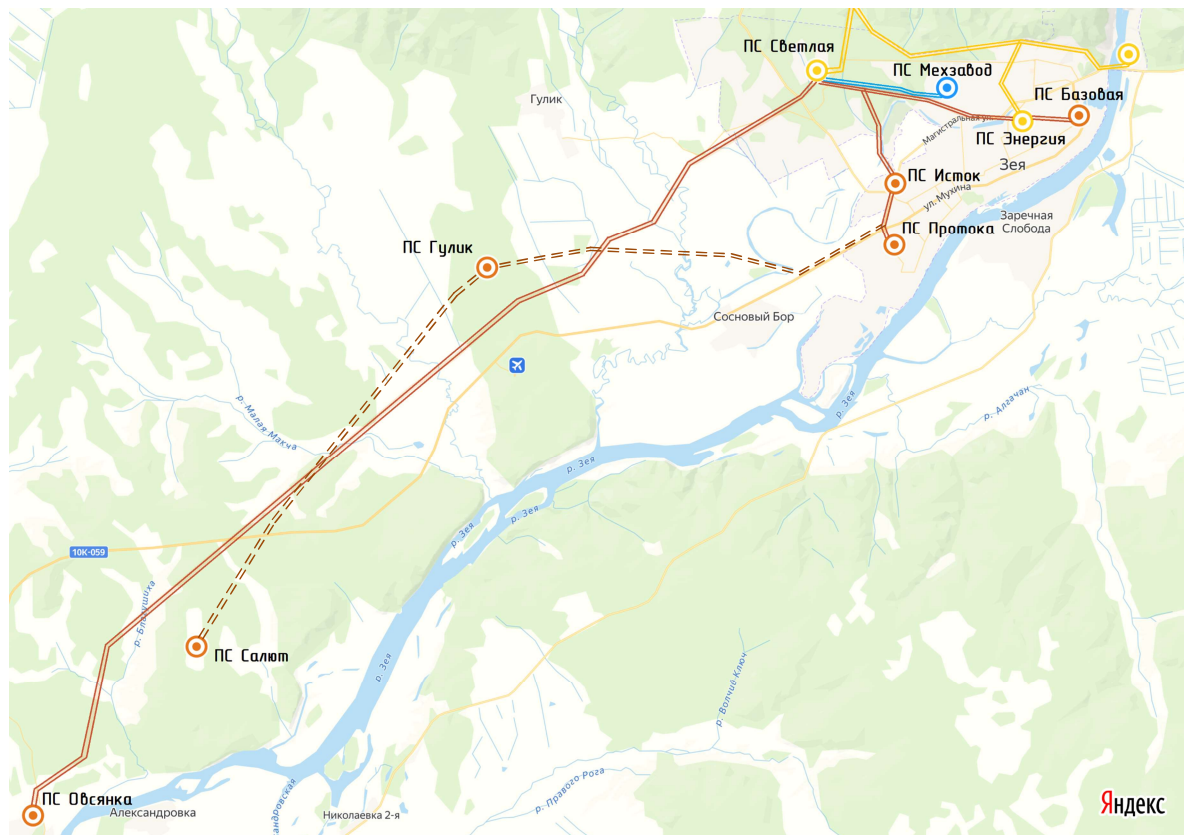 ПС Светлая
ПС Мехзавод
ПС Базовая
Гулик
Магистральная ул.
ПС Энергия
Зея
ПС Исток
ул. Мухина
Заречная
Слобода
ПС Протока
ПС Гулик
Сосновый Бор
р. Зея
р. Алгачан
р. Малая Макча
р. Зея
р. Зея
р. Зея
10К-059
р. Благушиха
ПС Салют
р. Зея
р. Волчив Ключ
р. Правого Рога
ПС Овсянка
Александровка
Николаевка 2-я
Яндекс